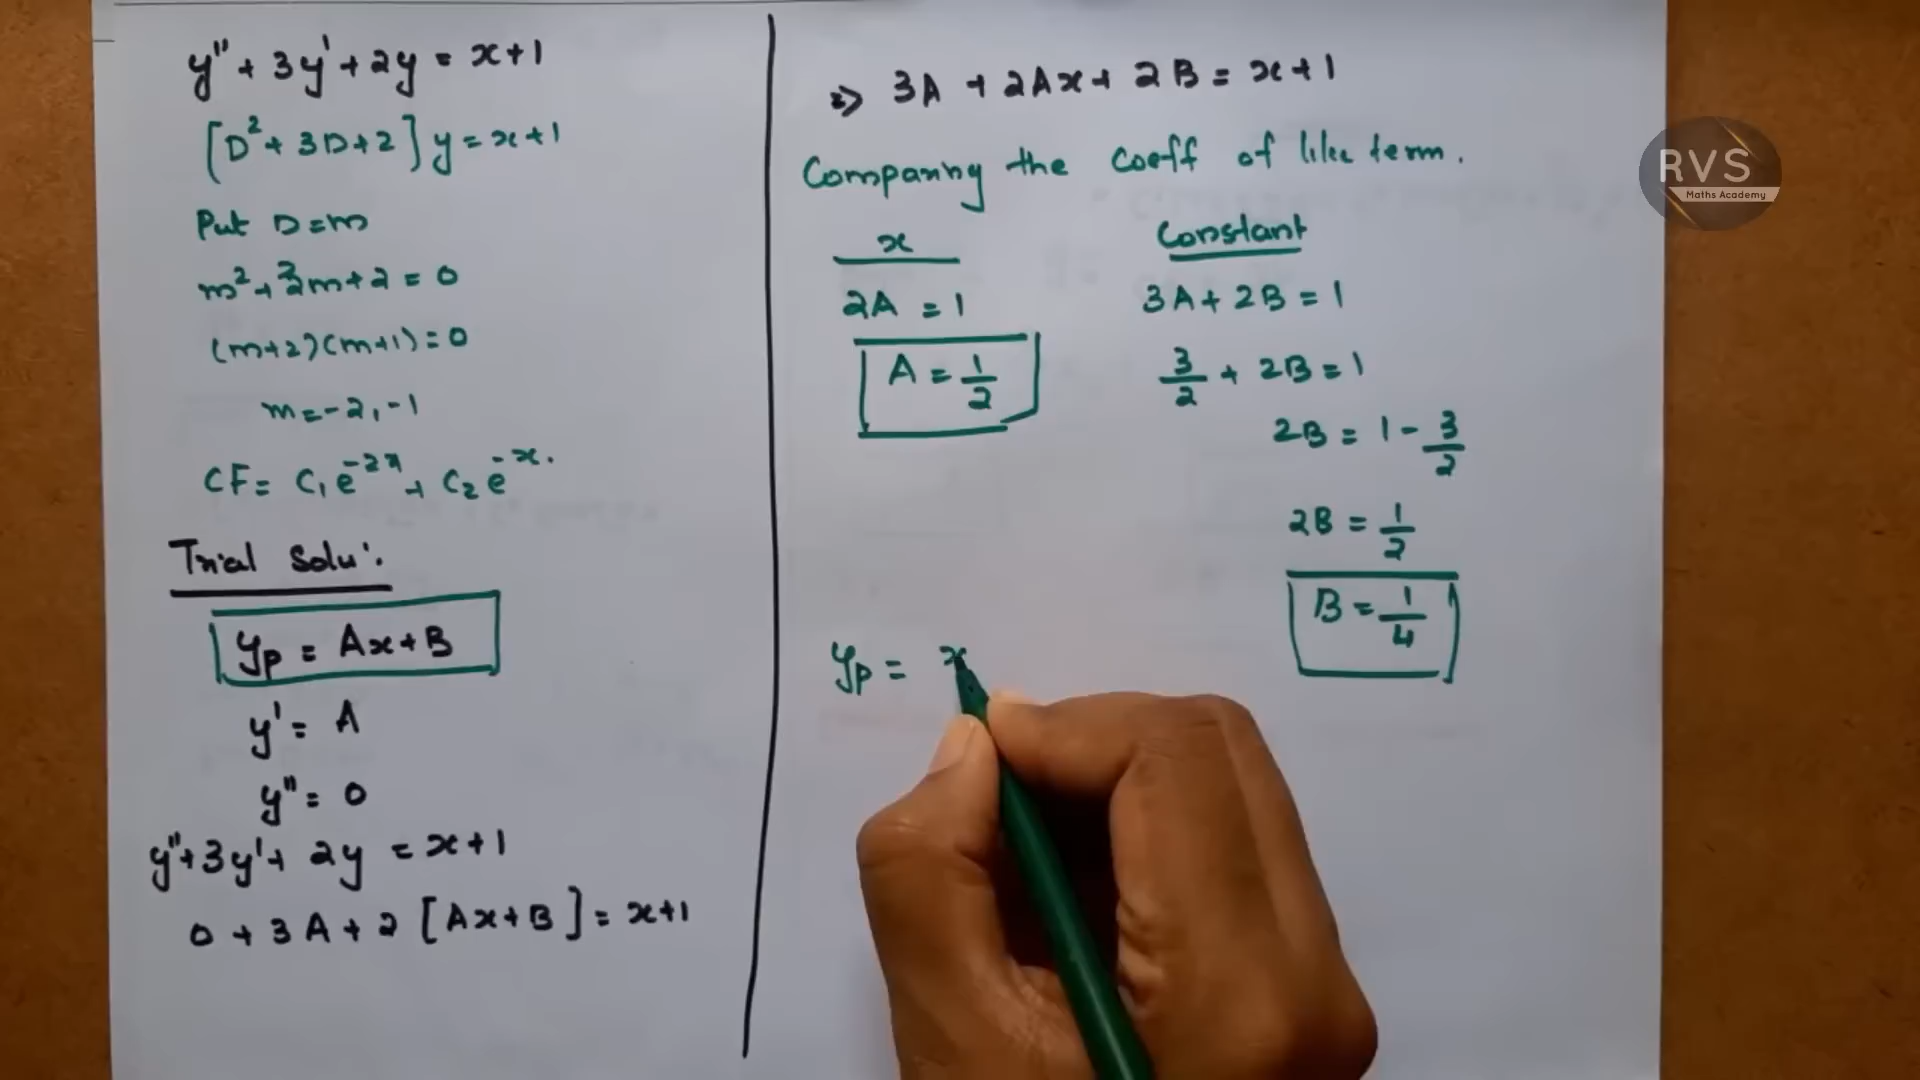 y'' + 3y' + 2y = x+1
[D² + 3D + 2] y = x+1
Put D=m
m² + 3m + 2 = 0
(m+2)(m+1) = 0
m = -2, -1
CF = C₁e^{-2x} + C₂e^{-x}.
Trial Solu':
yp = Ax+B
y' = A
y'' = 0
y''+3y'+ 2y = x+1
0 + 3A + 2 [Ax+B] = x+1
=> 3A + 2Ax + 2B = x+1
Comparing the coeff of like term.
x
2A = 1
A = 1/2
Constant
3A + 2B = 1
3/2 + 2B = 1
2B = 1 - 3/2
2B = 1/2
B = 1/4
yp = x
RVS
Maths Academy